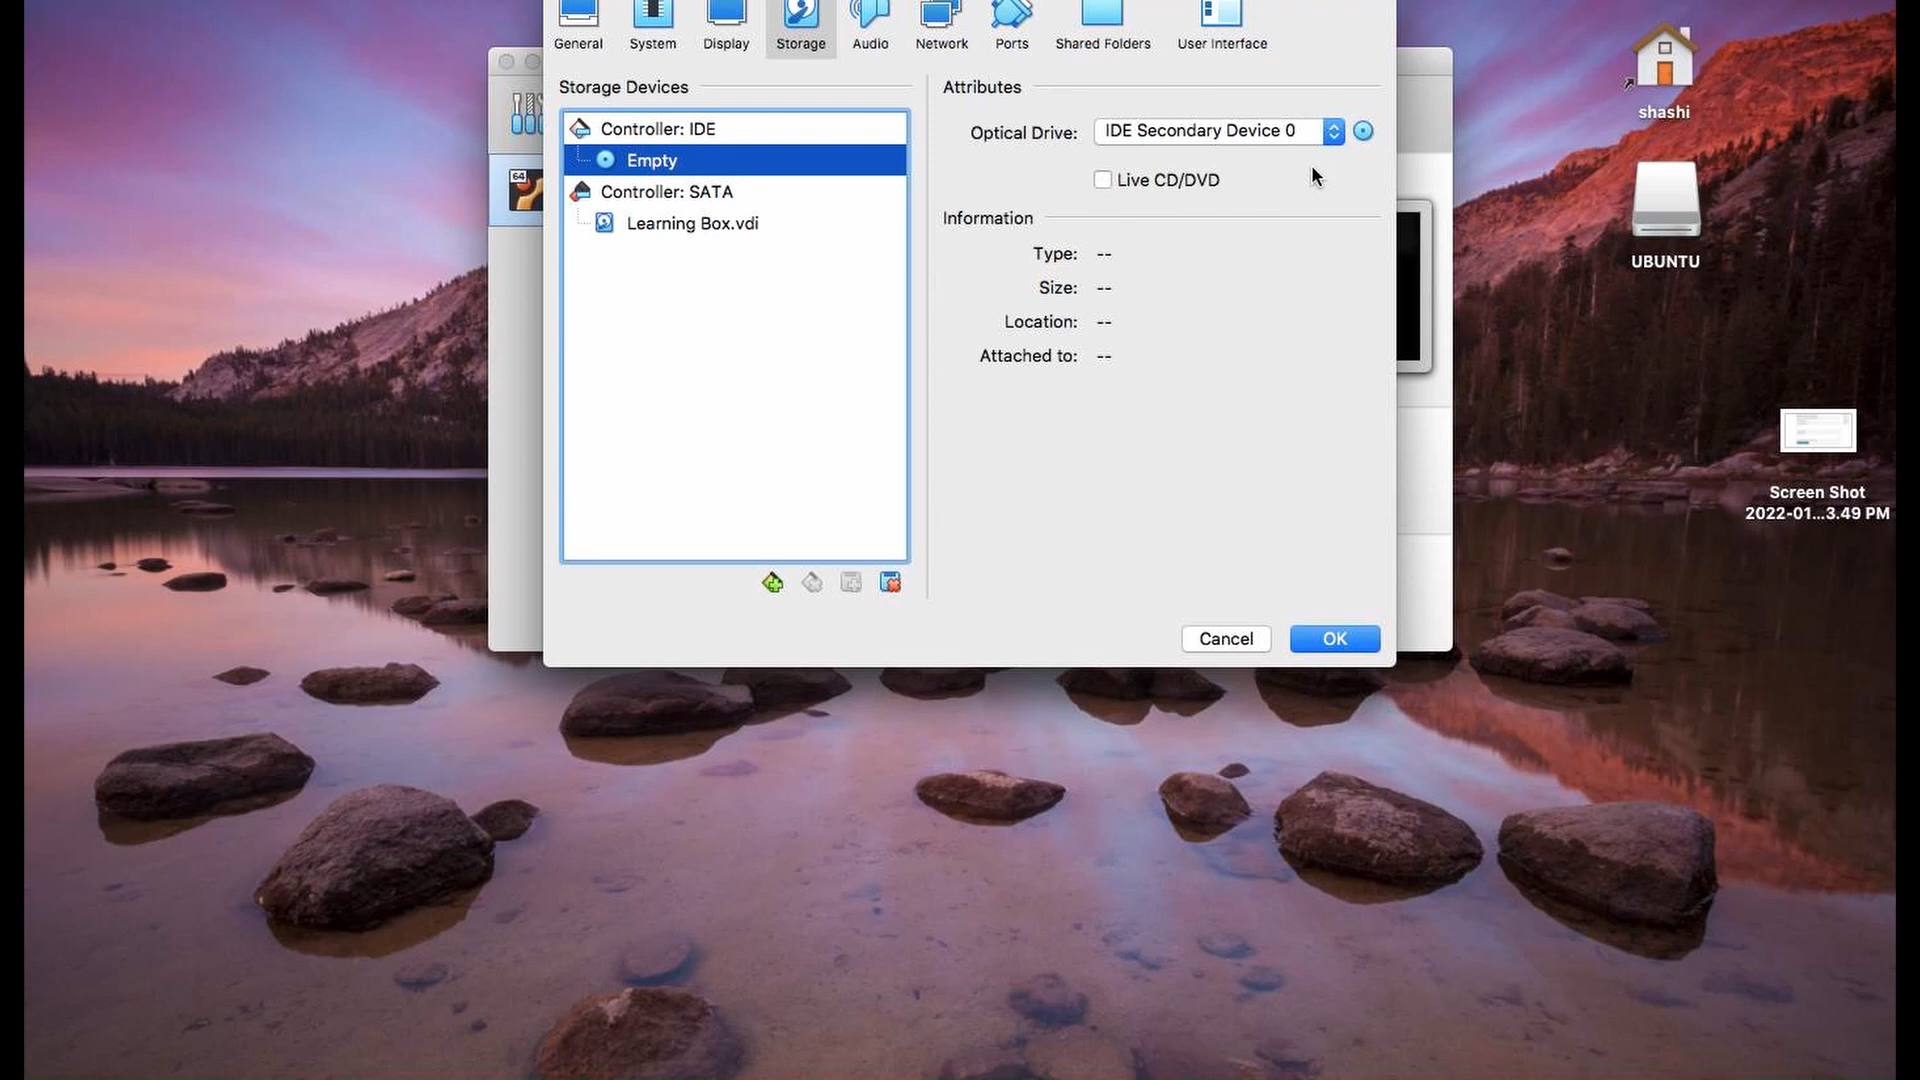 General System Display Storage Audio Network Ports Shared Folders User Interface
Storage Devices
Controller: IDE
Empty
Controller: SATA
Learning Box.vdi
Attributes
Optical Drive: IDE Secondary Device 0
Live CD/DVD
Information
Type: --
Size: --
Location: --
Attached to: --
Cancel OK
64
shashi
UBUNTU
Screen Shot
2022-01...3.49 PM